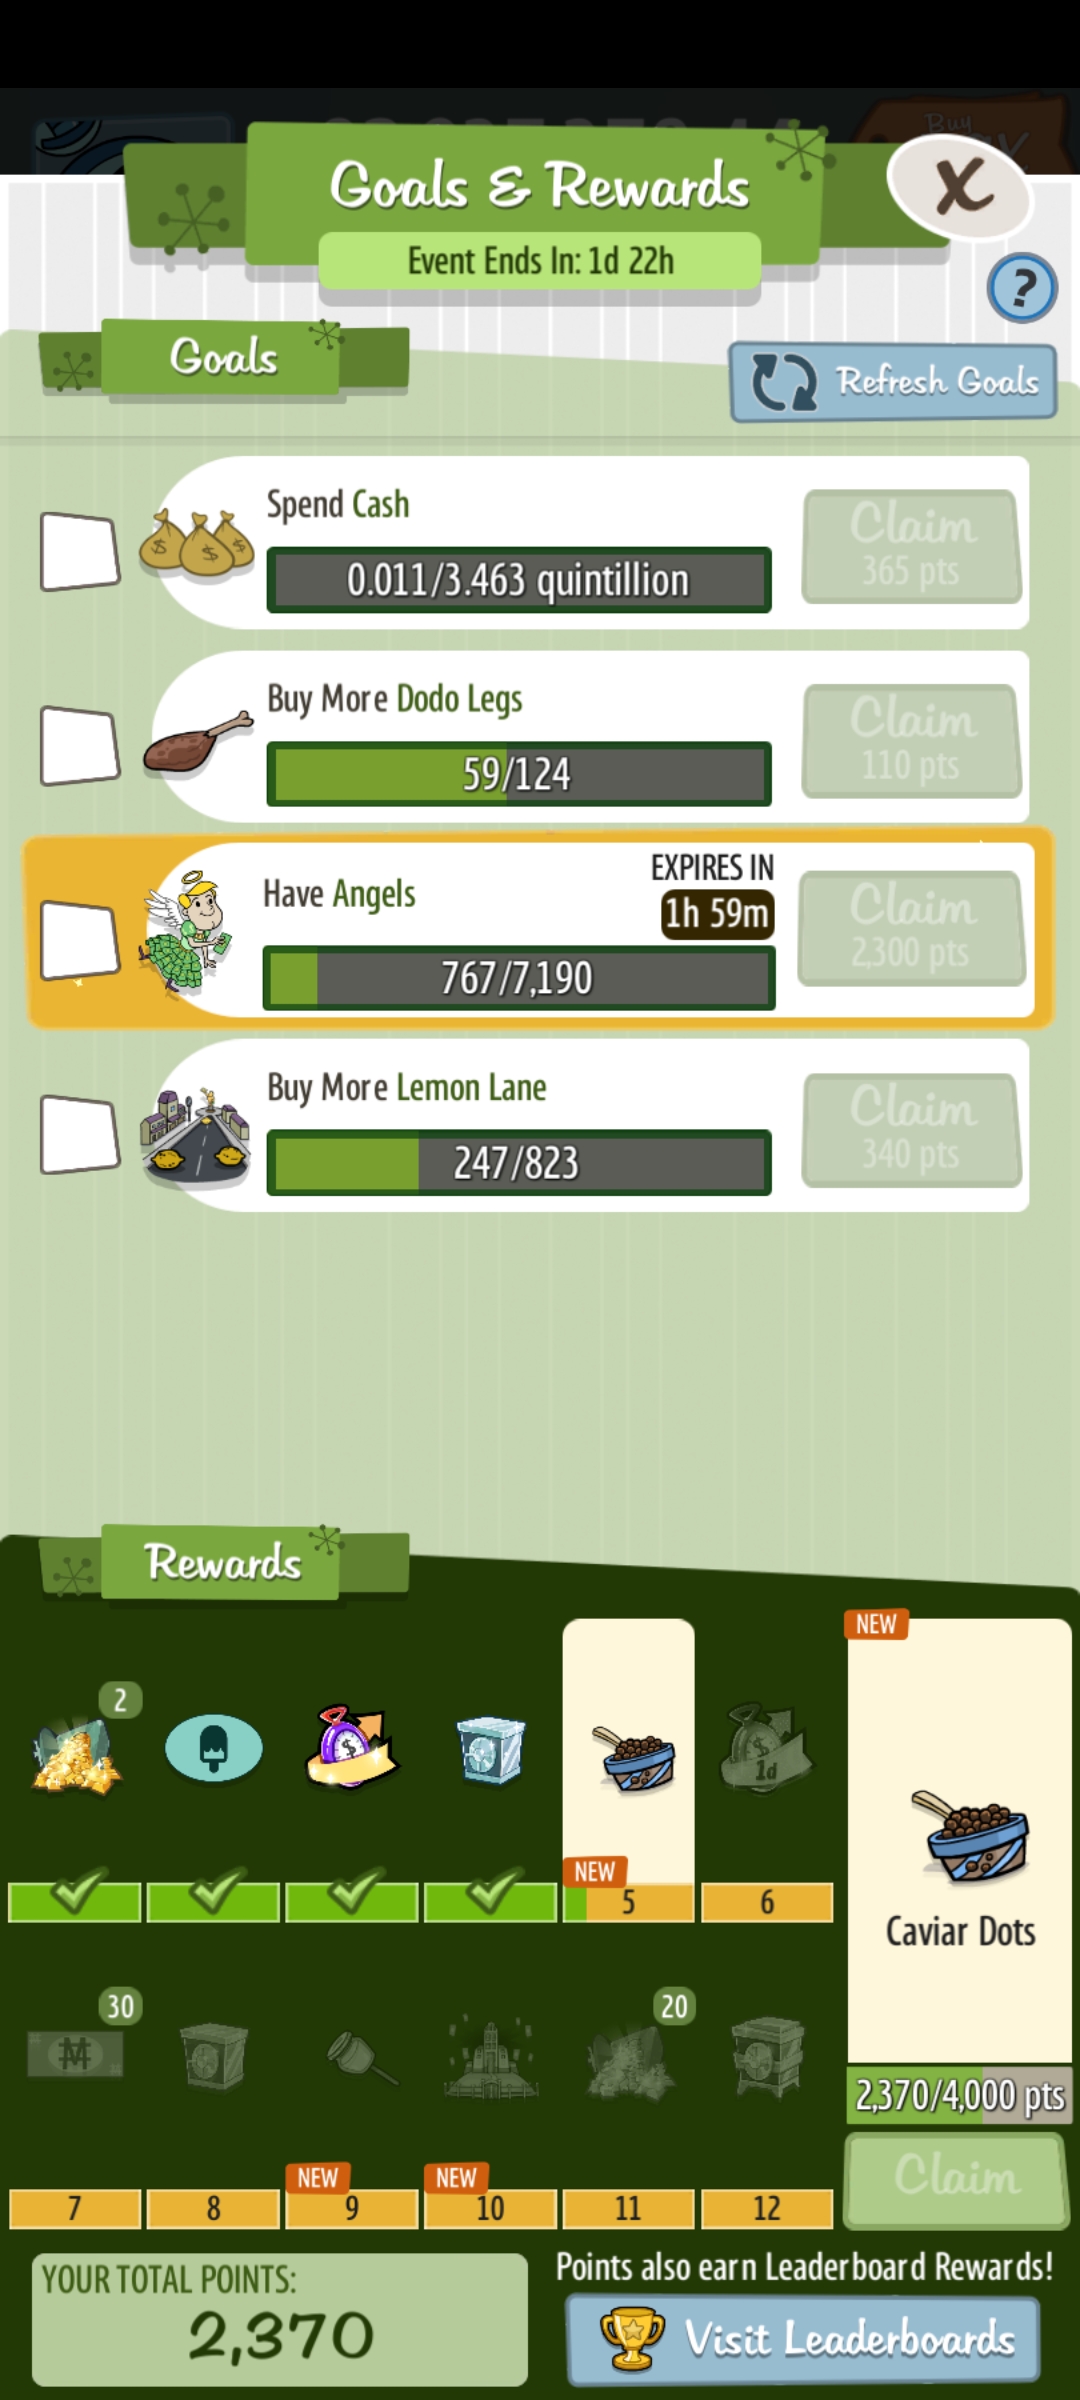 Buy
Goals & Rewards
X
Event Ends In: 1d 22h
?
Goals
Refresh Goals
Spend Cash
0.011/3.463 quintillion
Claim
365 pts
Buy More Dodo Legs
59/124
Claim
110 pts
Have Angels
EXPIRES IN
1h 59m
767/7,190
Claim
2,300 pts
Buy More Lemon Lane
247/823
Claim
340 pts
Rewards
NEW
2
1d
Caviar Dots
NEW
5
6
30
20
2,370/4,000 pts
Claim
NEW
NEW
7
8
9
10
11
12
YOUR TOTAL POINTS:
2,370
Points also earn Leaderboard Rewards!
Visit Leaderboards